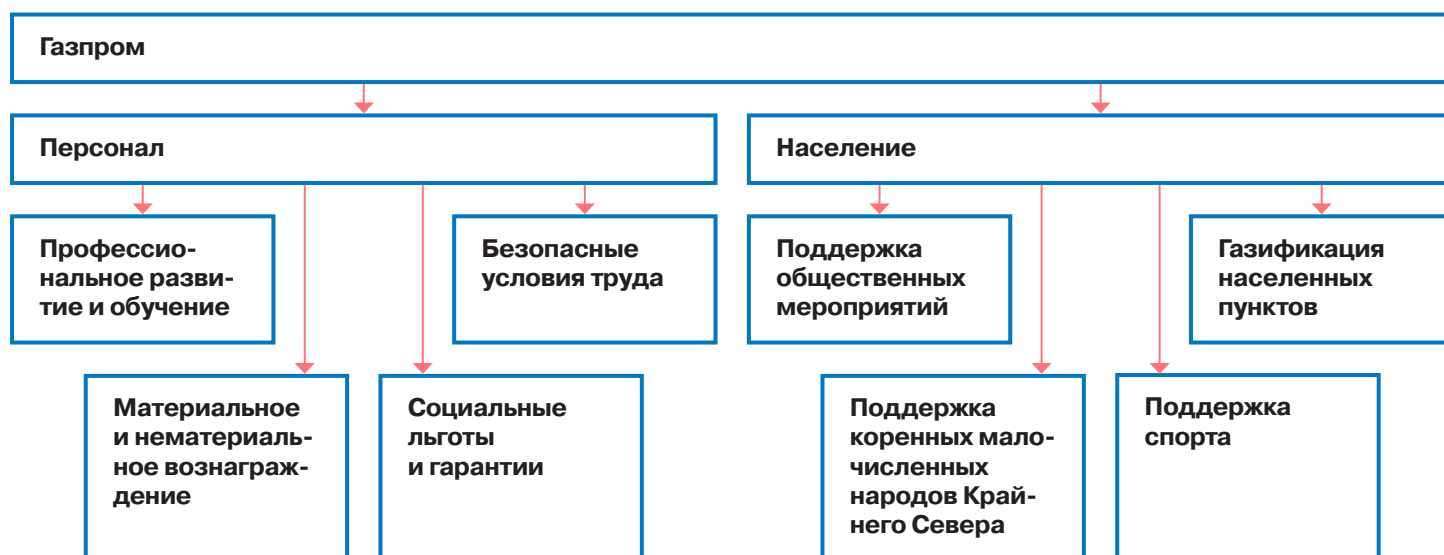 Газпром
Персонал
Население
Профессио-
нальное разви-
тие и обучение
Безопасные
условия труда
Поддержка
общественных
мероприятий
Газификация
населенных
пунктов
Материальное
и нематериаль-
ное вознаграж-
дение
Социальные
льготы
и гарантии
Поддержка
коренных мало-
численных
народов Край-
него Севера
Поддержка
спорта